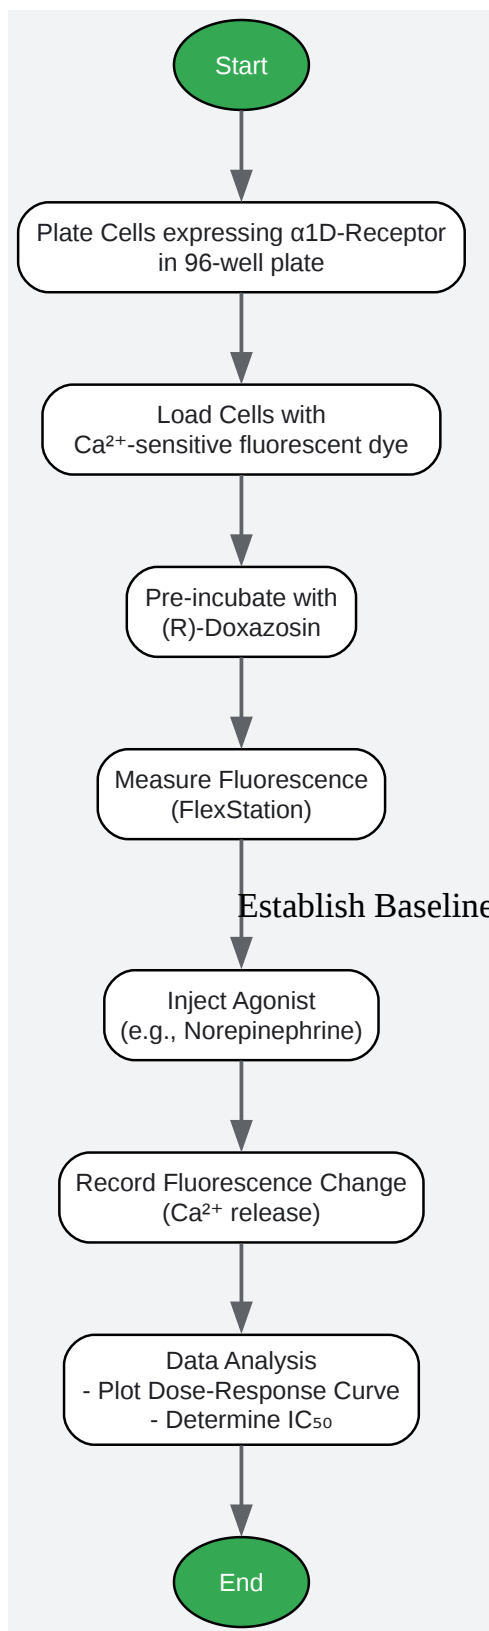 Start
Plate Cells expressing α1D-Receptor
in 96-well plate
Load Cells with
Ca²⁺-sensitive fluorescent dye
Pre-incubate with
(R)-Doxazosin
Measure Fluorescence
(FlexStation)
Establish Baseline
Inject Agonist
(e.g., Norepinephrine)
Record Fluorescence Change
(Ca²⁺ release)
Data Analysis
- Plot Dose-Response Curve
- Determine IC₅₀
End